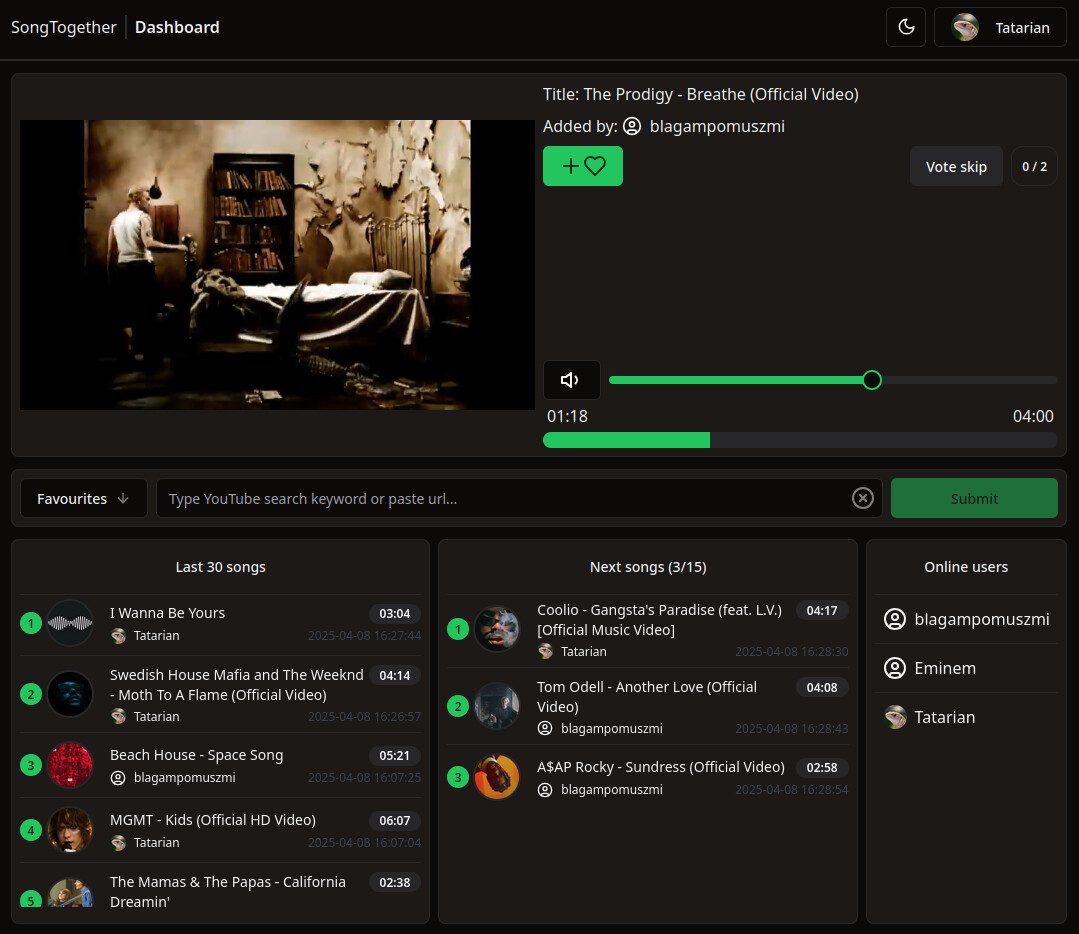 SongTogether Dashboard Tatarian
Title: The Prodigy - Breathe (Official Video)
Added by: blagampomuszmi
Vote skip 0 / 2
01:18 04:00
Favourites Type YouTube search keyword or paste url... Submit
Last 30 songs
1 I Wanna Be Yours 03:04
Tatarian 2025-04-08 16:27:44
2 Swedish House Mafia and The Weeknd 04:14
- Moth To A Flame (Official Video)
Tatarian 2025-04-08 16:26:57
3 Beach House - Space Song 05:21
blagampomuszmi 2025-04-08 16:07:25
4 MGMT - Kids (Official HD Video) 06:07
Tatarian 2025-04-08 16:07:04
5 The Mamas & The Papas - California 02:38
Dreamin'
Next songs (3/15)
1 Coolio - Gangsta's Paradise (feat. L.V.) 04:17
[Official Music Video]
Tatarian 2025-04-08 16:28:30
2 Tom Odell - Another Love (Official 04:08
Video)
blagampomuszmi 2025-04-08 16:28:43
3 A$AP Rocky - Sundress (Official Video) 02:58
blagampomuszmi 2025-04-08 16:28:54
Online users
blagampomuszmi
Eminem
Tatarian